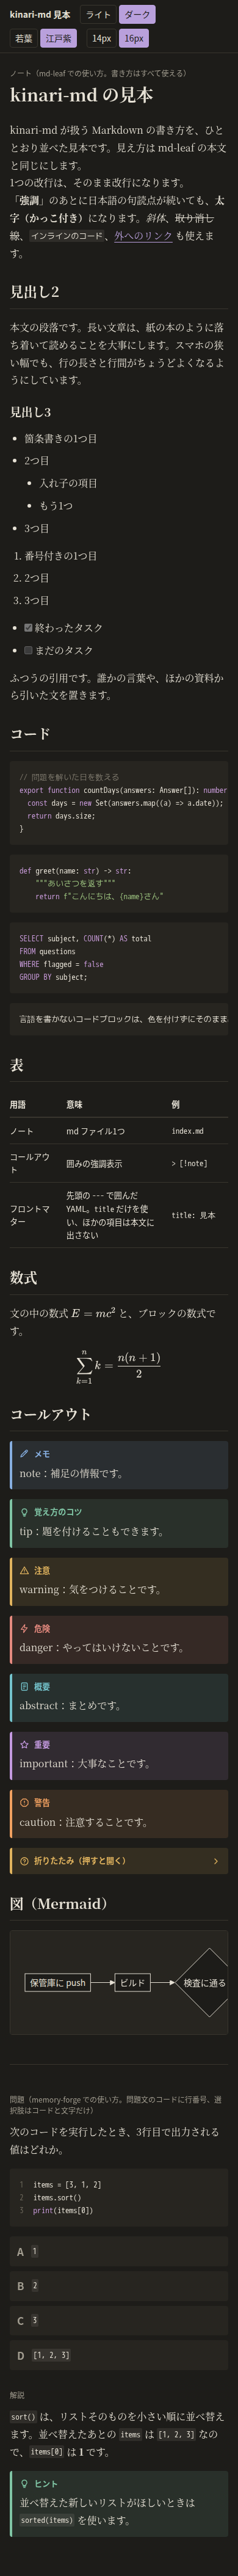 kinari-md 見本 ライト ダーク
若葉 江戸紫 14px 16px
ノート（md-leaf での使い方。書き方はすべて使える）
kinari-md の見本
kinari-md が扱う Markdown の書き方を、ひと
とおり並べた見本です。見え方は md-leaf の本文
と同じにします。
1つの改行は、そのまま改行になります。
「強調」のあとに日本語の句読点が続いても、太
字（かっこ付き）になります。斜体、取り消し
線、インラインのコード、外へのリンク も使えま
す。
見出し2
本文の段落です。長い文章は、紙の本のように落
ち着いて読めることを大事にします。スマホの狭
い幅でも、行の長さと行間がちょうどよくなるよ
うにしています。
見出し3
• 箇条書きの1つ目
• 2つ目
• 入れ子の項目
• もう1つ
• 3つ目
1. 番号付きの1つ目
2. 2つ目
3. 3つ目
• 終わったタスク
• まだのタスク
ふつうの引用です。誰かの言葉や、ほかの資料か
ら引いた文を置きます。
コード
// 問題を解いた日を数える
export function countDays(answers: Answer[]): number
const days = new Set(answers.map((a) => a.date));
return days.size;
}
def greet(name: str) -> str:
"""あいさつを返す"""
return f"こんにちは、{name}さん"
SELECT subject, COUNT(*) AS total
FROM questions
WHERE flagged = false
GROUP BY subject;
言語を書かないコードブロックは、色を付けずにそのまま
表
用語 意味 例
ノート md ファイル1つ index.md
コールアウ
ト 囲みの強調表示 > [!note]
フロントマ
ター 先頭の --- で囲んだ
YAML。title だけを使
い、ほかの項目は本文に
出さない title: 見本
数式
文の中の数式 E = mc² と、ブロックの数式で
す。
n∑k=1 k = n(n + 1)/2
コールアウト
メモ
note：補足の情報です。
覚え方のコツ
tip：題を付けることもできます。
注意
warning：気をつけることです。
危険
danger：やってはいけないことです。
概要
abstract：まとめです。
重要
important：大事なことです。
警告
caution：注意することです。
折りたたみ（押すと開く）
図（Mermaid）
保管庫に push ビルド 検査に通る
問題（memory-forge での使い方。問題文のコードに行番号、選
択肢はコードと文字だけ）
次のコードを実行したとき、3行目で出力される
値はどれか。
1 items = [3, 1, 2]
2 items.sort()
3 print(items[0])
A 1
B 2
C 3
D [1, 2, 3]
解説
sort() は、リストそのものを小さい順に並べ替え
ます。並べ替えたあとの items は [1, 2, 3] なの
で、items[0] は 1 です。
ヒント
並べ替えた新しいリストがほしいときは
sorted(items) を使います。